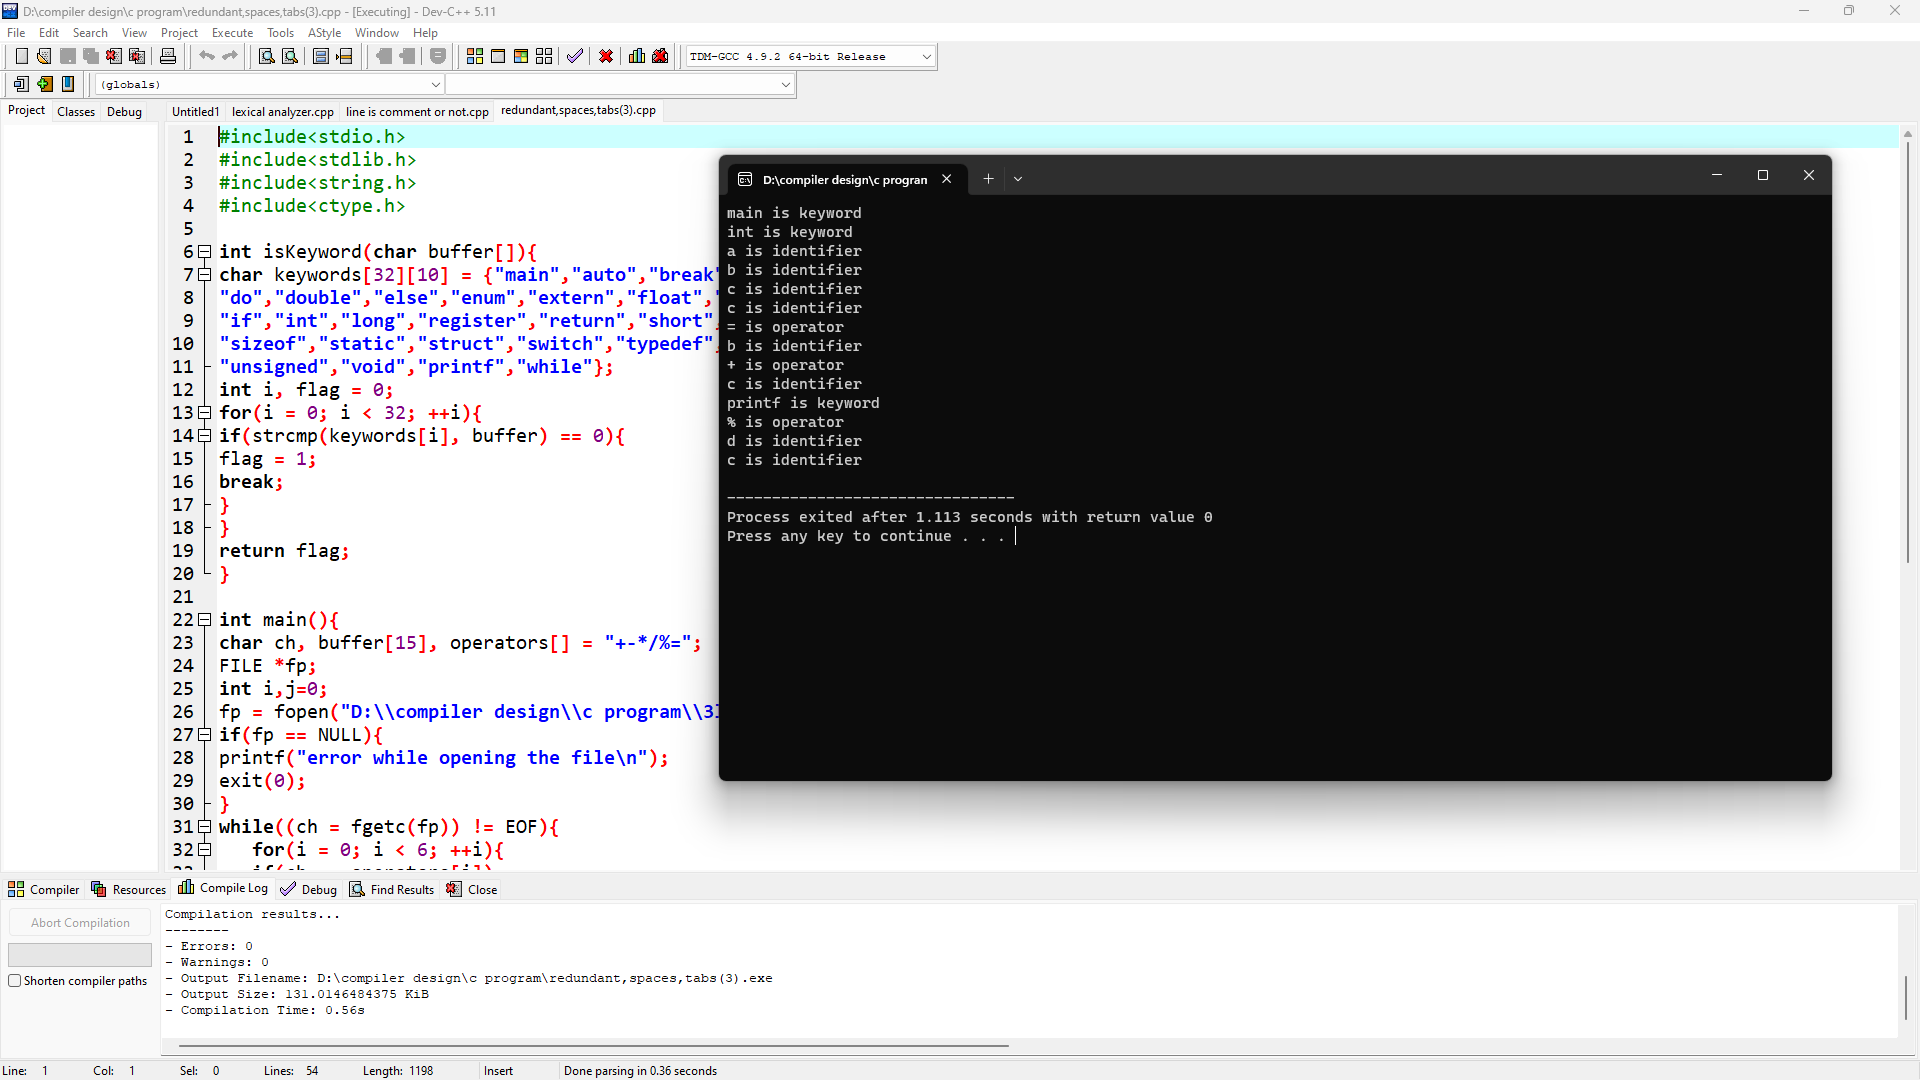 D:\compiler design\c program\redundant,spaces,tabs(3).cpp - [Executing] - Dev-C++ 5.11
File Edit Search View Project Execute Tools AStyle Window Help
TDM-GCC 4.9.2 64-bit Release
(globals)
Project Classes Debug
Untitled1 lexical analyzer.cpp line is comment or not.cpp redundant,spaces,tabs(3).cpp
1 #include<stdio.h>
2 #include<stdlib.h>
3 #include<string.h>
4 #include<ctype.h>
5
6 int isKeyword(char buffer[]){
7 char keywords[32][10] = {"main","auto","break"
8 "do","double","else","enum","extern","float",
9 "if","int","long","register","return","short"
10 "sizeof","static","struct","switch","typedef",
11 "unsigned","void","printf","while"};
12 int i, flag = 0;
13 for(i = 0; i < 32; ++i){
14 if(strcmp(keywords[i], buffer) == 0){
15 flag = 1;
16 break;
17 }
18 }
19 return flag;
20 }
21
22 int main(){
23 char ch, buffer[15], operators[] = "+-*/%=";
24 FILE *fp;
25 int i,j=0;
26 fp = fopen("D:\\compiler design\\c program\\3
27 if(fp == NULL){
28 printf("error while opening the file\n");
29 exit(0);
30 }
31 while((ch = fgetc(fp)) != EOF){
32 for(i = 0; i < 6; ++i){
D:\compiler design\c progran
main is keyword
int is keyword
a is identifier
b is identifier
c is identifier
c is identifier
= is operator
b is identifier
+ is operator
c is identifier
printf is keyword
% is operator
d is identifier
c is identifier
--------------------------------
Process exited after 1.113 seconds with return value 0
Press any key to continue . . .
Compiler Resources Compile Log Debug Find Results Close
Abort Compilation
Shorten compiler paths
Compilation results...
--------
- Errors: 0
- Warnings: 0
- Output Filename: D:\compiler design\c program\redundant,spaces,tabs(3).exe
- Output Size: 131.0146484375 KiB
- Compilation Time: 0.56s
Line: 1 Col: 1 Sel: 0 Lines: 54 Length: 1198 Insert Done parsing in 0.36 seconds